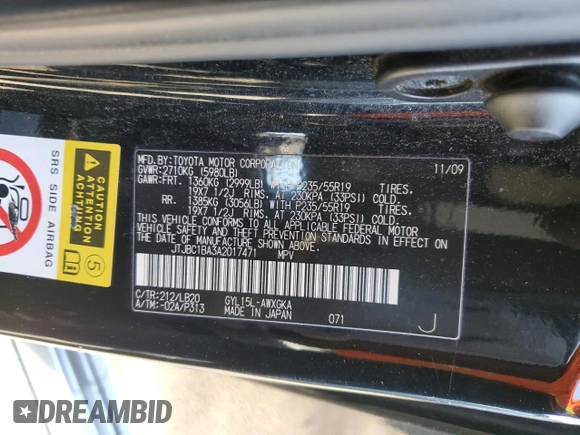 SRS SIDE AIRBAG
CAUTION
ATTENTION
ACHTUNG
5
MFD.BY:TOYOTA MOTOR CORPORATION 11/09
GVWR:2710KG (5980LB)
GAWR:FRT. 1360KG (2999LB) P235/55R19 TIRES.
19X7 1/2J RIMS. AT 230KPA (33PSI) COLD.
RR. 1385KG (3056LB) WITH P235/55R19 TIRES.
19X7 1/2J RIMS. AT 230KPA (33PSI) COLD.
THIS VEHICLE CONFORMS TO ALL APPLICABLE FEDERAL MOTOR
VEHICLE SAFETY AND THEFT PREVENTION STANDARDS IN EFFECT
ON THE DATE OF MANUFACTURE SHOWN ABOVE.
JTJBC1BA3A2017471 MPV
C/TR:212/LB20 GYL15L-AWXGKA
A/TM:-02A/P313 MADE IN JAPAN 071 J
DREAMBID